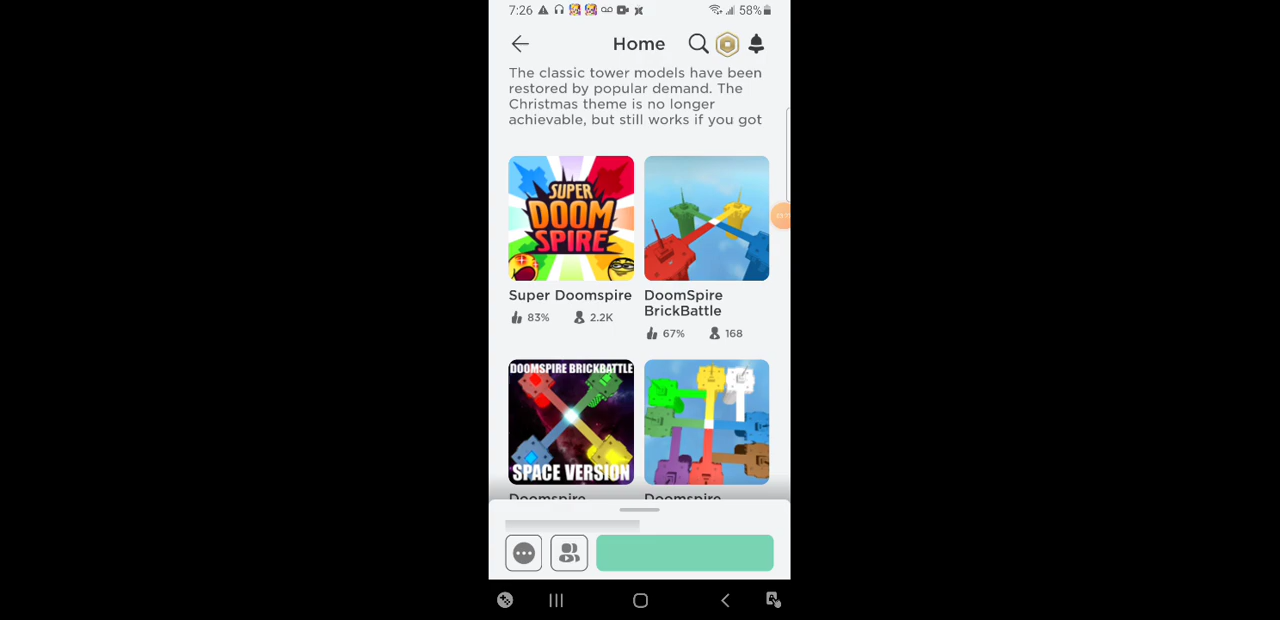 7:26
58%
Home
The classic tower models have been
restored by popular demand. The
Christmas theme is no longer
achievable, but still works if you got
SUPER
DOOM
SPIRE
Super Doomspire
83% 2.2K
DoomSpire
BrickBattle
67% 168
DOOMSPIRE BRICKBATTLE
SPACE VERSION
Doomspire
Doomspire